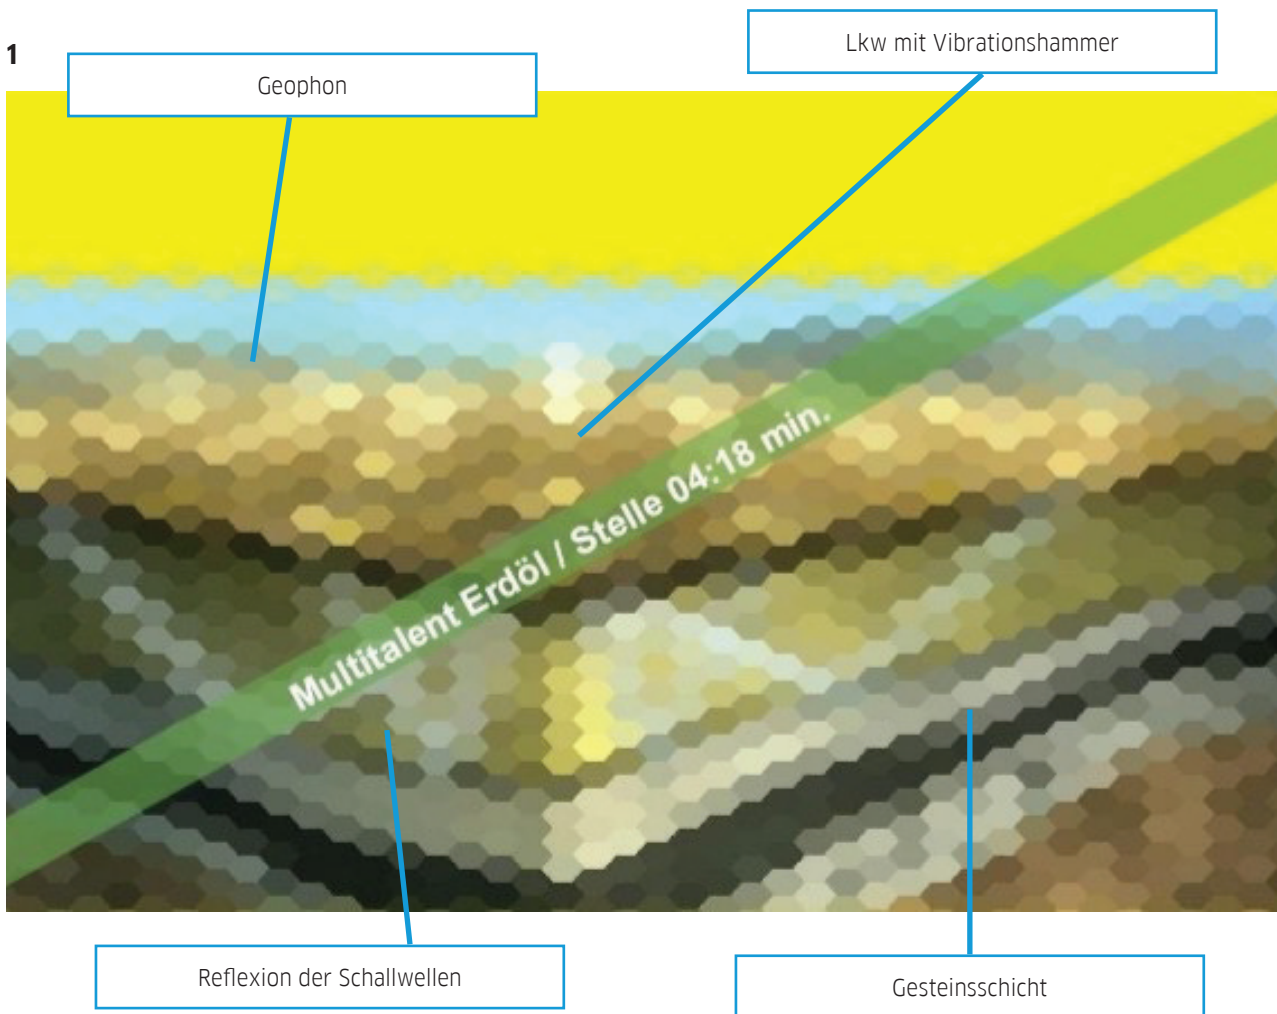 1
Lkw mit Vibrationshammer
Geophon
Multitalent Erdöl / Stelle 04:18 min.
Reflexion der Schallwellen
Gesteinsschicht